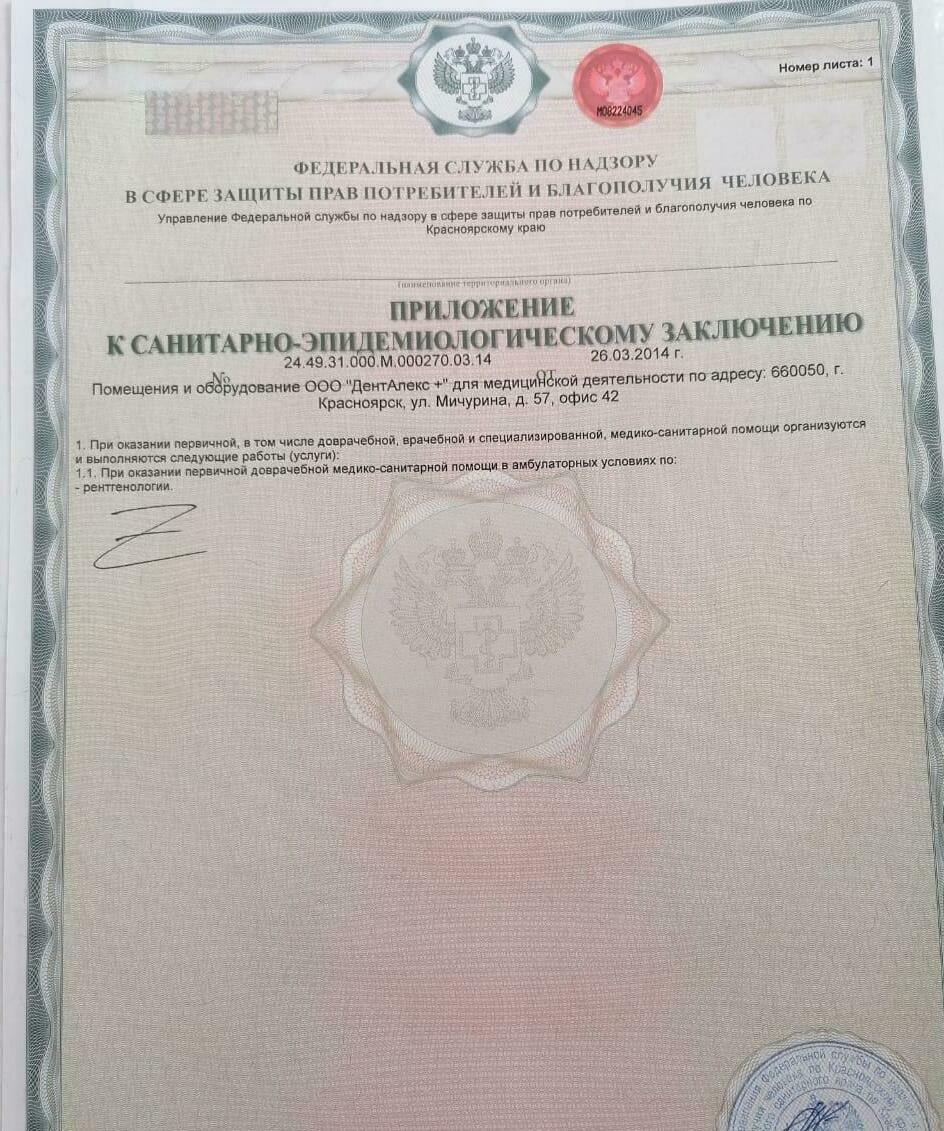 Номер листа: 1
М08224045
ФЕДЕРАЛЬНАЯ СЛУЖБА ПО НАДЗОРУ
В СФЕРЕ ЗАЩИТЫ ПРАВ ПОТРЕБИТЕЛЕЙ И БЛАГОПОЛУЧИЯ ЧЕЛОВЕКА
Управление Федеральной службы по надзору в сфере защиты прав потребителей и благополучия человека по
Красноярскому краю
(наименование территориального органа)
ПРИЛОЖЕНИЕ
К САНИТАРНО-ЭПИДЕМИОЛОГИЧЕСКОМУ ЗАКЛЮЧЕНИЮ
№ 24.49.31.000.М.000270.03.14 от 26.03.2014 г.
Помещения и оборудование ООО "ДентАлекс +" для медицинской деятельности по адресу: 660050, г.
Красноярск, ул. Мичурина, д. 57, офис 42
1. При оказании первичной, в том числе доврачебной, врачебной и специализированной, медико-санитарной помощи организуются
и выполняются следующие работы (услуги):
1.1. При оказании первичной доврачебной медико-санитарной помощи в амбулаторных условиях по:
- рентгенологии.